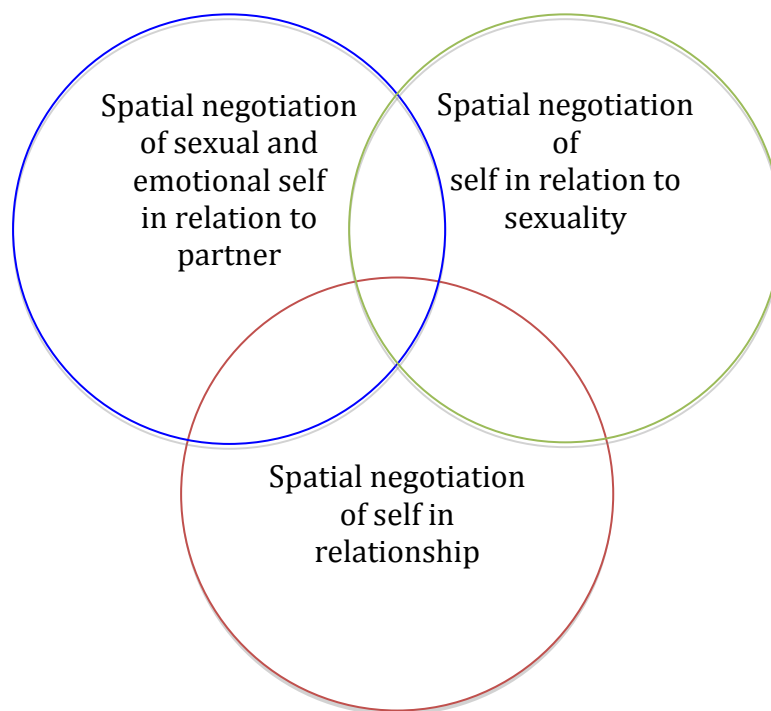 Spatial negotiation
of sexual and
emotional self
in relation to
partner
Spatial negotiation
of
self in relation to
sexuality
Spatial negotiation
of self in
relationship